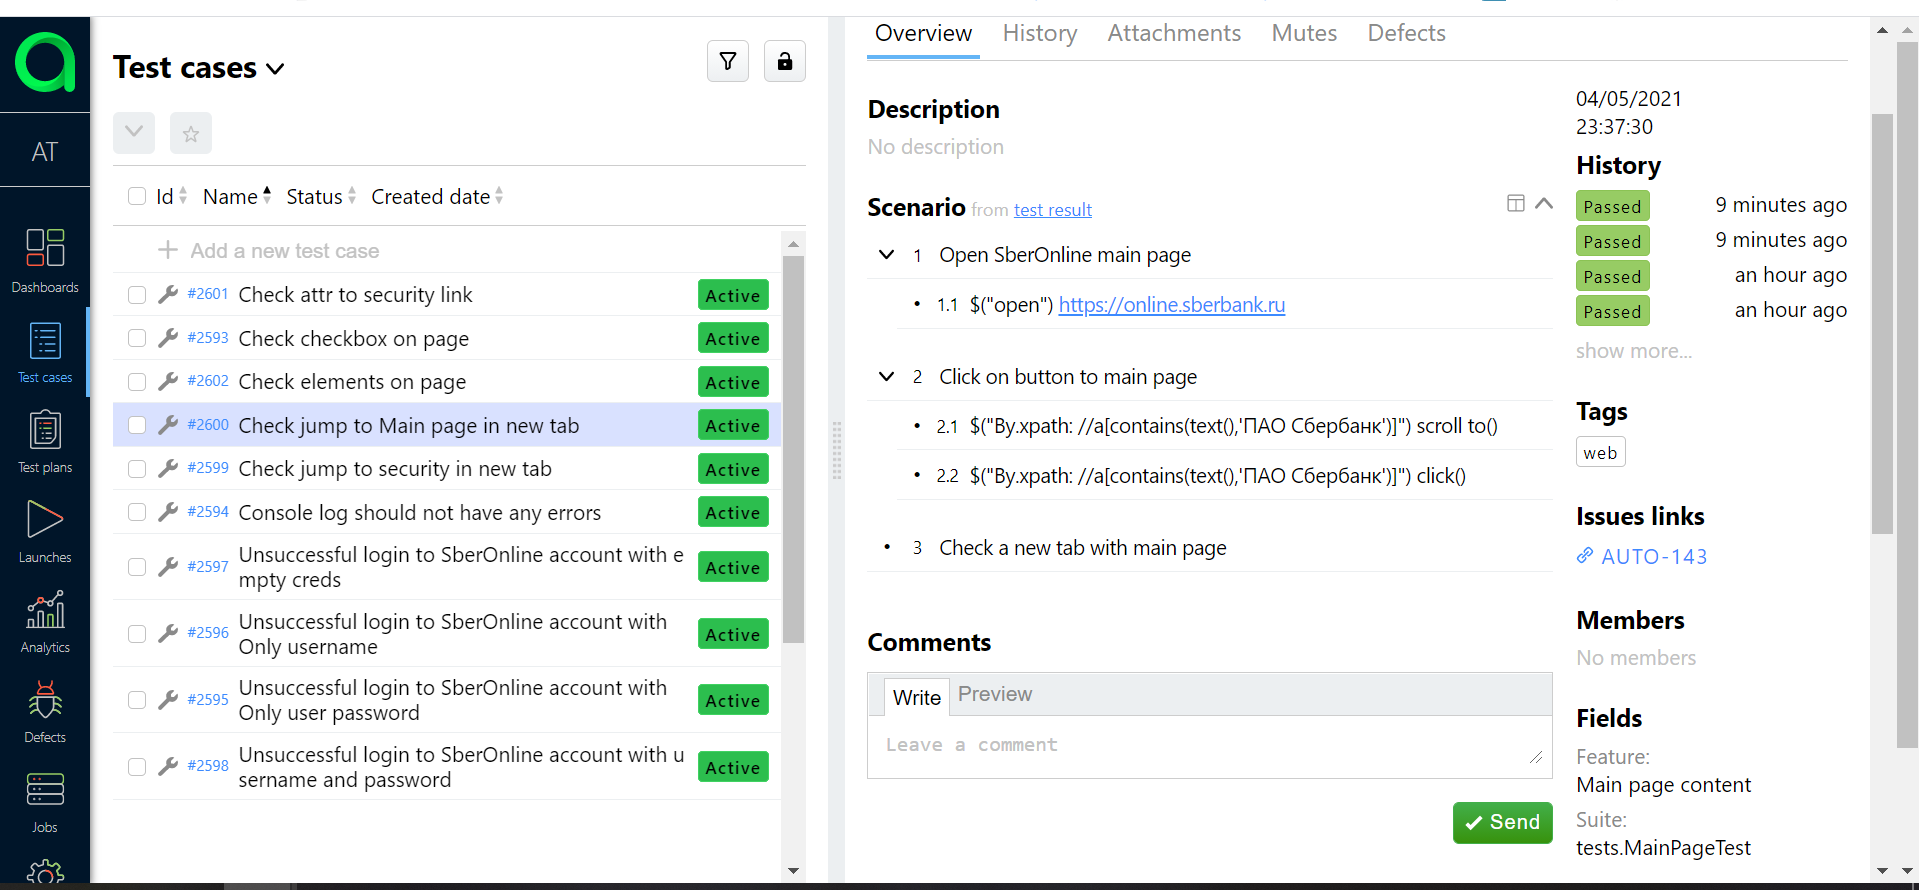 AT
Dashboards
Test cases
Test plans
Launches
Analytics
Defects
Jobs
Test cases
Id Name Status Created date
Add a new test case
#2601 Check attr to security link Active
#2593 Check checkbox on page Active
#2602 Check elements on page Active
#2600 Check jump to Main page in new tab Active
#2599 Check jump to security in new tab Active
#2594 Console log should not have any errors Active
#2597 Unsuccessful login to SberOnline account with e
mpty creds Active
#2596 Unsuccessful login to SberOnline account with
Only username Active
#2595 Unsuccessful login to SberOnline account with
Only user password Active
#2598 Unsuccessful login to SberOnline account with u
sername and password Active
Overview History Attachments Mutes Defects
Description
No description
Scenario from test result
1 Open SberOnline main page
• 1.1 $("open") https://online.sberbank.ru
2 Click on button to main page
• 2.1 $("By.xpath: //a[contains(text(),'ПАО Сбербанк')]") scroll to()
• 2.2 $("By.xpath: //a[contains(text(),'ПАО Сбербанк')]") click()
• 3 Check a new tab with main page
Comments
Write Preview
Leave a comment
Send
04/05/2021
23:37:30
History
Passed 9 minutes ago
Passed 9 minutes ago
Passed an hour ago
Passed an hour ago
show more...
Tags
web
Issues links
AUTO-143
Members
No members
Fields
Feature:
Main page content
Suite:
tests.MainPageTest